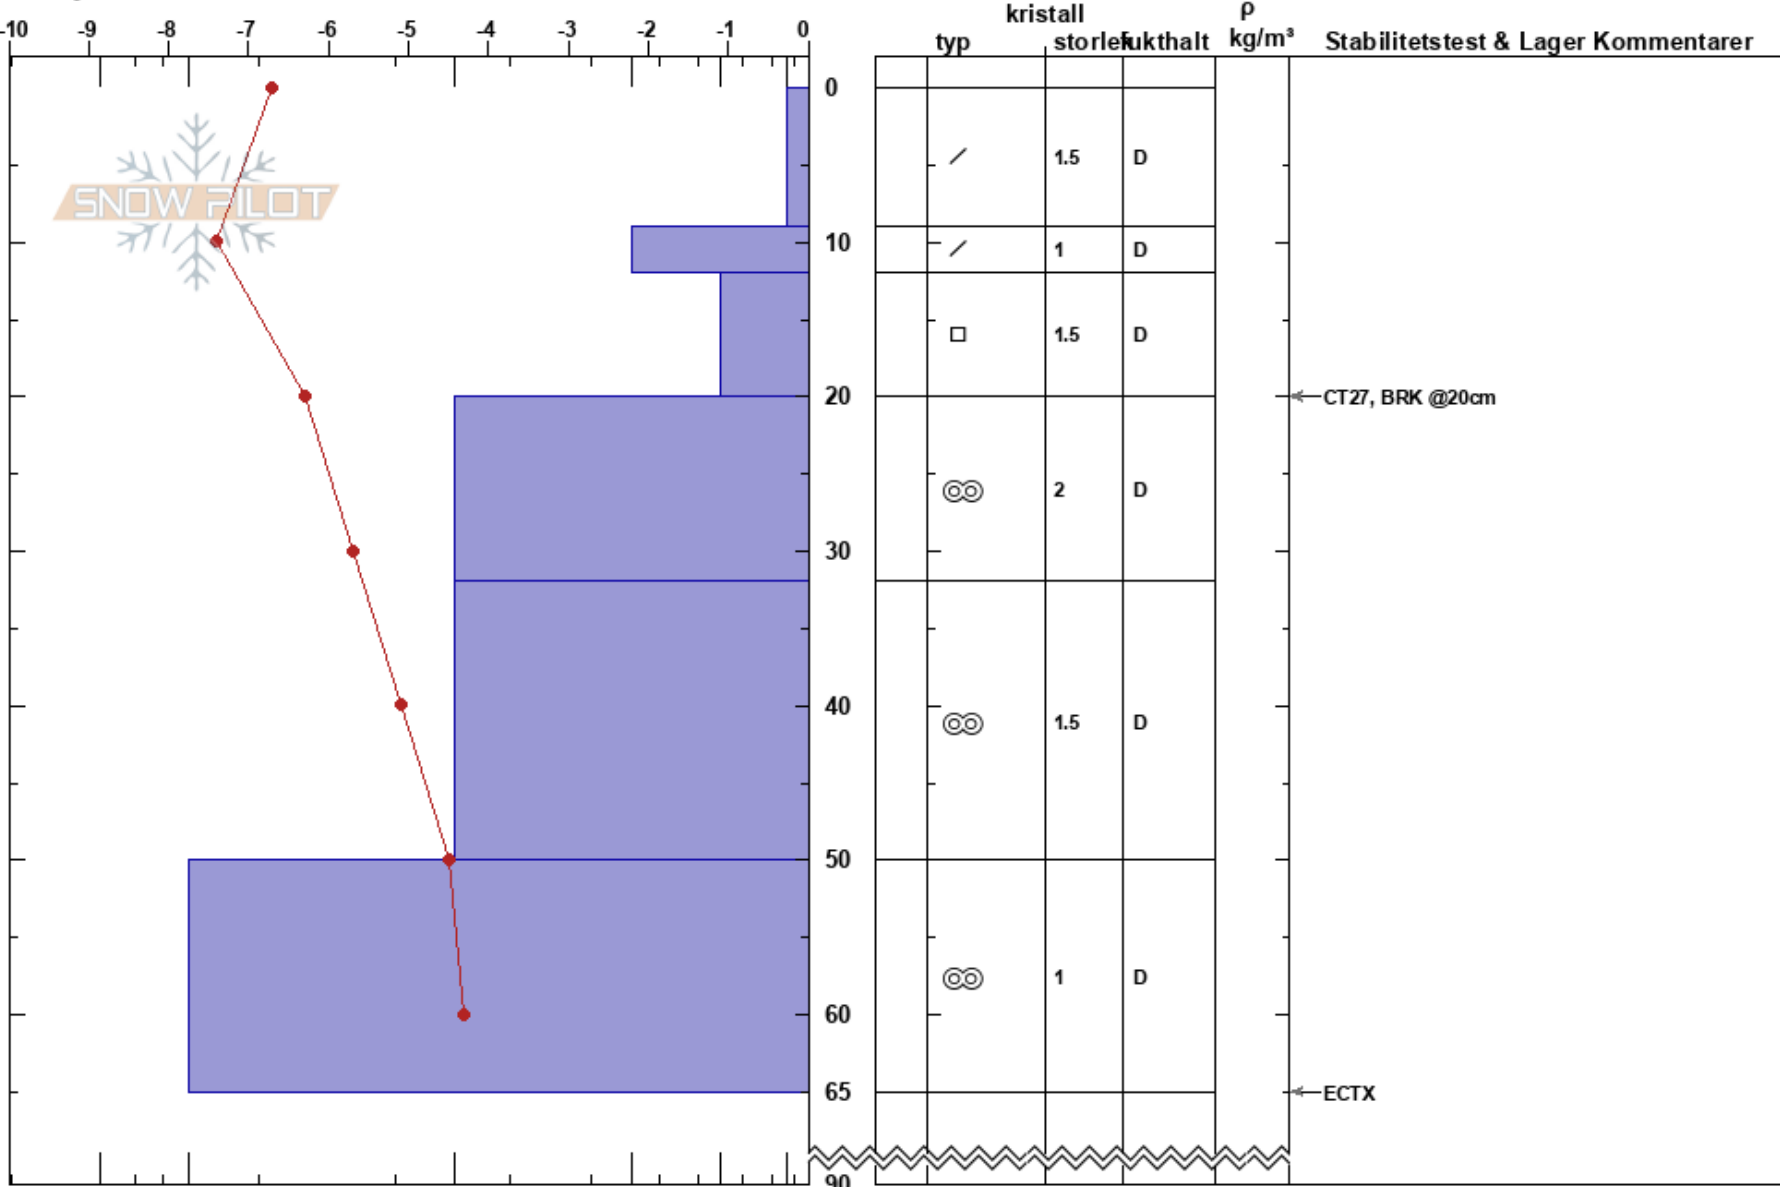 kristall ρ
-10 -9 -8 -7 -6 -5 -4 -3 -2 -1 0 typ storlek fukthalt kg/m³ Stabilitetstest & Lager Kommentarer
0
1.5 D
SNOW PILOT
10 1 D
1.5 D
20 CT27, BRK @20cm
2 D
30
40
1.5 D
50
1 D
60
65 ECTX
90